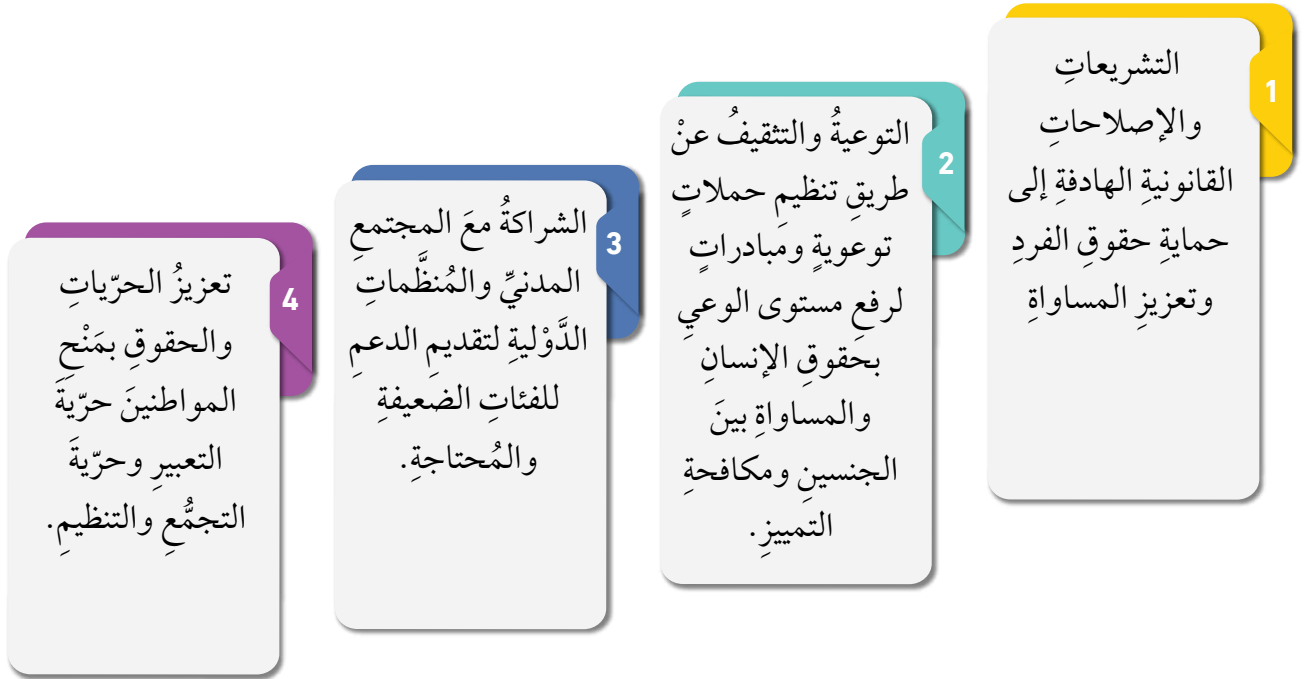 1
التشريعاتِ
والإصلاحاتِ
القانونيةِ الهادفةِ إلى
حمايةِ حقوقِ الفردِ
وتعزيزِ المساواةِ
2
التوعيةُ والتثقيفُ عنْ
طريقِ تنظيمِ حملاتٍ
توعويةٍ ومَبادراتٍ
لرفعِ مستوى الوعيِ
بحقوقِ الإنسانِ
والمساواةِ بينَ
الجنسينِ ومكافحةِ
التمييزِ.
3
الشراكةُ معَ المجتمعِ
المدنيِّ والمُنظَّماتِ
الدَّوْليةِ لتقديمِ الدعمِ
للفئاتِ الضعيفةِ
والمُحتاجةِ.
4
تعزيزُ الحرّياتِ
والحقوقِ بمَنْحِ
المواطنينَ حرّيةَ
التعبيرِ وحرّيةَ
التجمُّعِ والتنظيمِ.